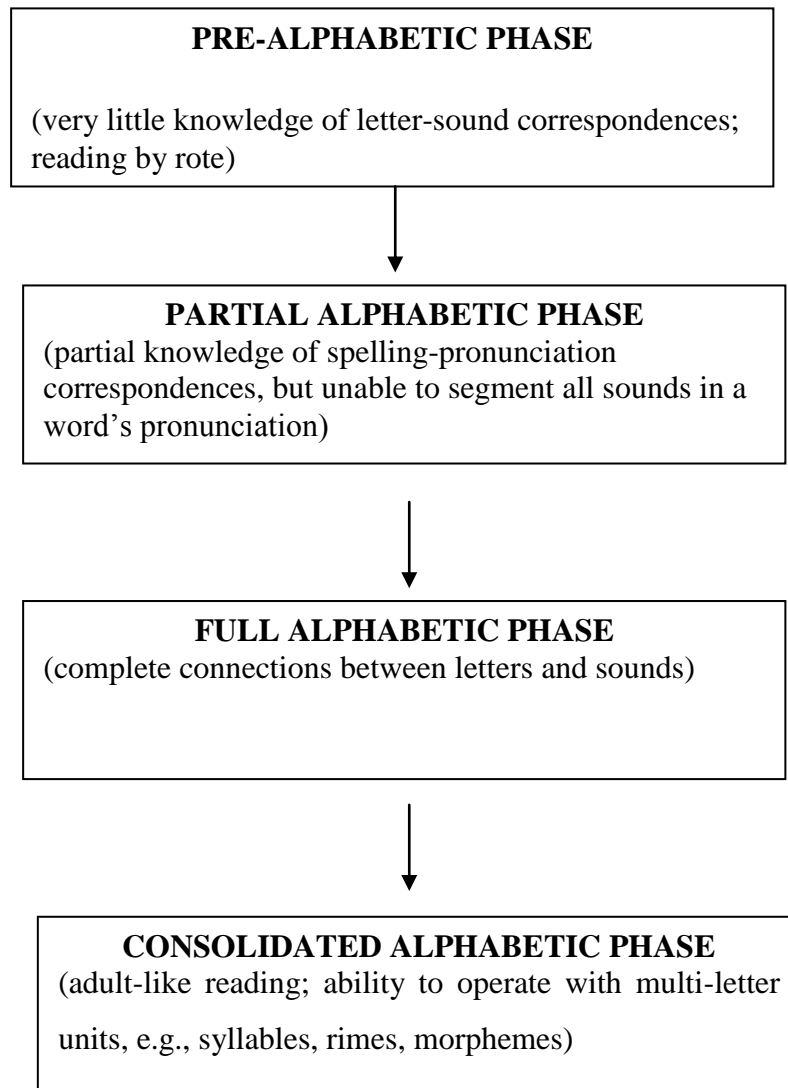 PRE-ALPHABETIC PHASE
(very little knowledge of letter-sound correspondences;
reading by rote)
PARTIAL ALPHABETIC PHASE
(partial knowledge of spelling-pronunciation
correspondences, but unable to segment all sounds in a
word’s pronunciation)
FULL ALPHABETIC PHASE
(complete connections between letters and sounds)
CONSOLIDATED ALPHABETIC PHASE
(adult-like reading; ability to operate with multi-letter
units, e.g., syllables, rimes, morphemes)